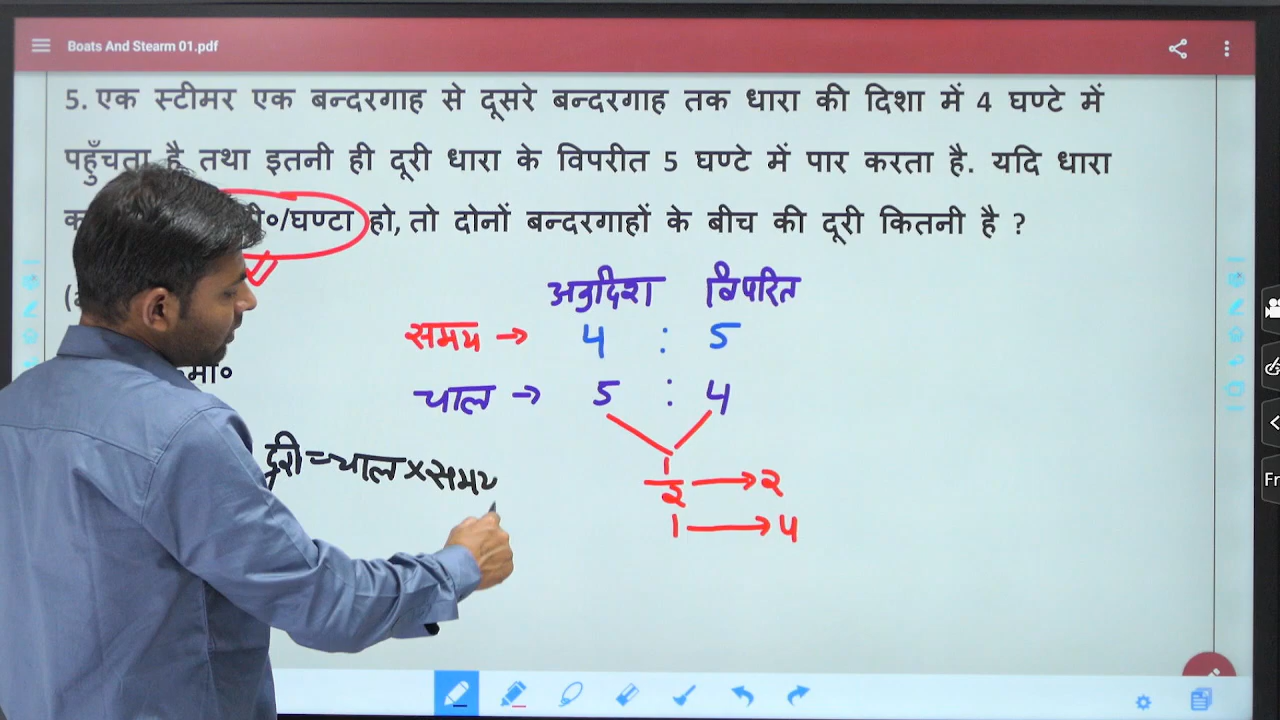 Boats And Stearm 01.pdf
5. एक स्टीमर एक बन्दरगाह से दूसरे बन्दरगाह तक धारा की दिशा में 4 घण्टे में
पहुँचता है तथा इतनी ही दूरी धारा के विपरीत 5 घण्टे में पार करता है. यदि धारा
॰/घण्टा हो, तो दोनों बन्दरगाहों के बीच की दूरी कितनी है ?
अनुदिश विपरित
समय → 4 : 5
चाल → 5 : 4
1
2 → 2
1 → 4
दूरी = चाल × समय
Fr